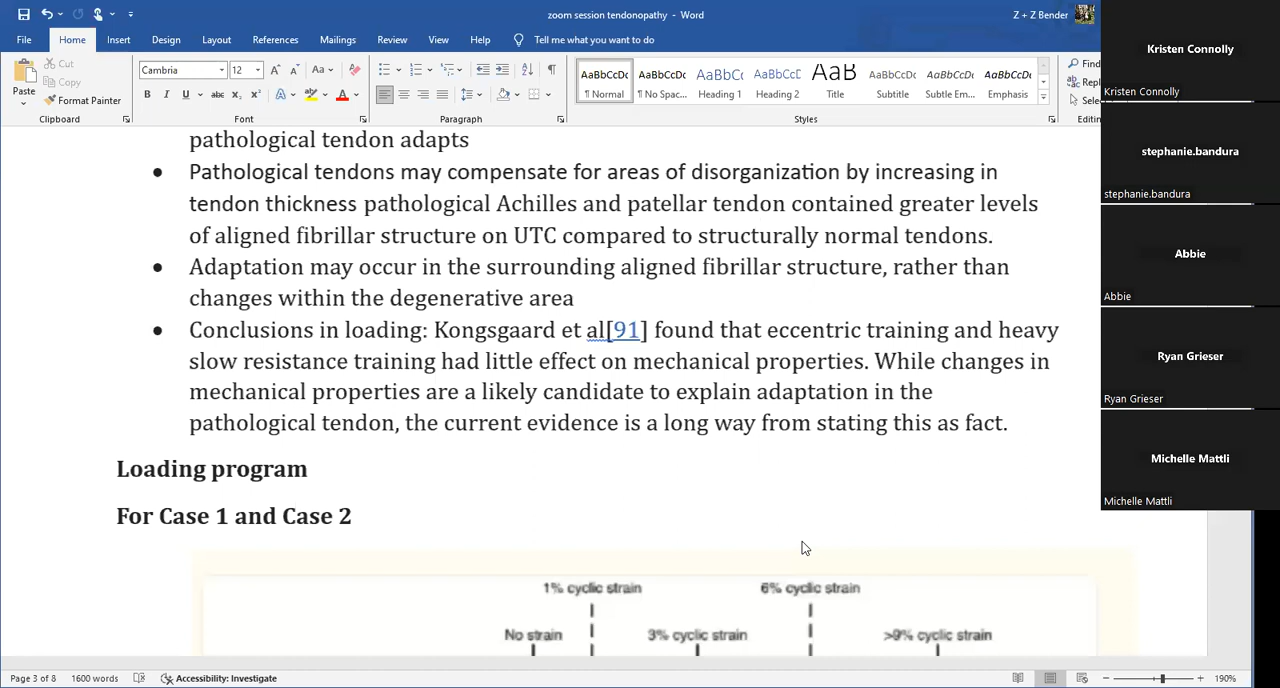 zoom session tendonopathy - Word
Z + Z Bender
File Home Insert Design Layout References Mailings Review View Help Tell me what you want to do
Paste
Cut
Copy
Format Painter
Clipboard
Cambria 12
Font
Paragraph
AaBbCcDc AaBbCcDc AaBbCc AaBbCcD AaB AaBbCcD AaBbCcDc AaBbCcDc
¶ Normal ¶ No Spac... Heading 1 Heading 2 Title Subtitle Subtle Em... Emphasis
Styles
Find
Repl
Sele
Editin
pathological tendon adapts
• Pathological tendons may compensate for areas of disorganization by increasing in
tendon thickness pathological Achilles and patellar tendon contained greater levels
of aligned fibrillar structure on UTC compared to structurally normal tendons.
• Adaptation may occur in the surrounding aligned fibrillar structure, rather than
changes within the degenerative area
• Conclusions in loading: Kongsgaard et al[91] found that eccentric training and heavy
slow resistance training had little effect on mechanical properties. While changes in
mechanical properties are a likely candidate to explain adaptation in the
pathological tendon, the current evidence is a long way from stating this as fact.
Loading program
For Case 1 and Case 2
1% cyclic strain 6% cyclic strain
No strain 3% cyclic strain >9% cyclic strain
Page 3 of 8 1600 words Accessibility: Investigate 190%
Kristen Connolly
Kristen Connolly
stephanie.bandura
stephanie.bandura
Abbie
Abbie
Ryan Grieser
Ryan Grieser
Michelle Mattli
Michelle Mattli